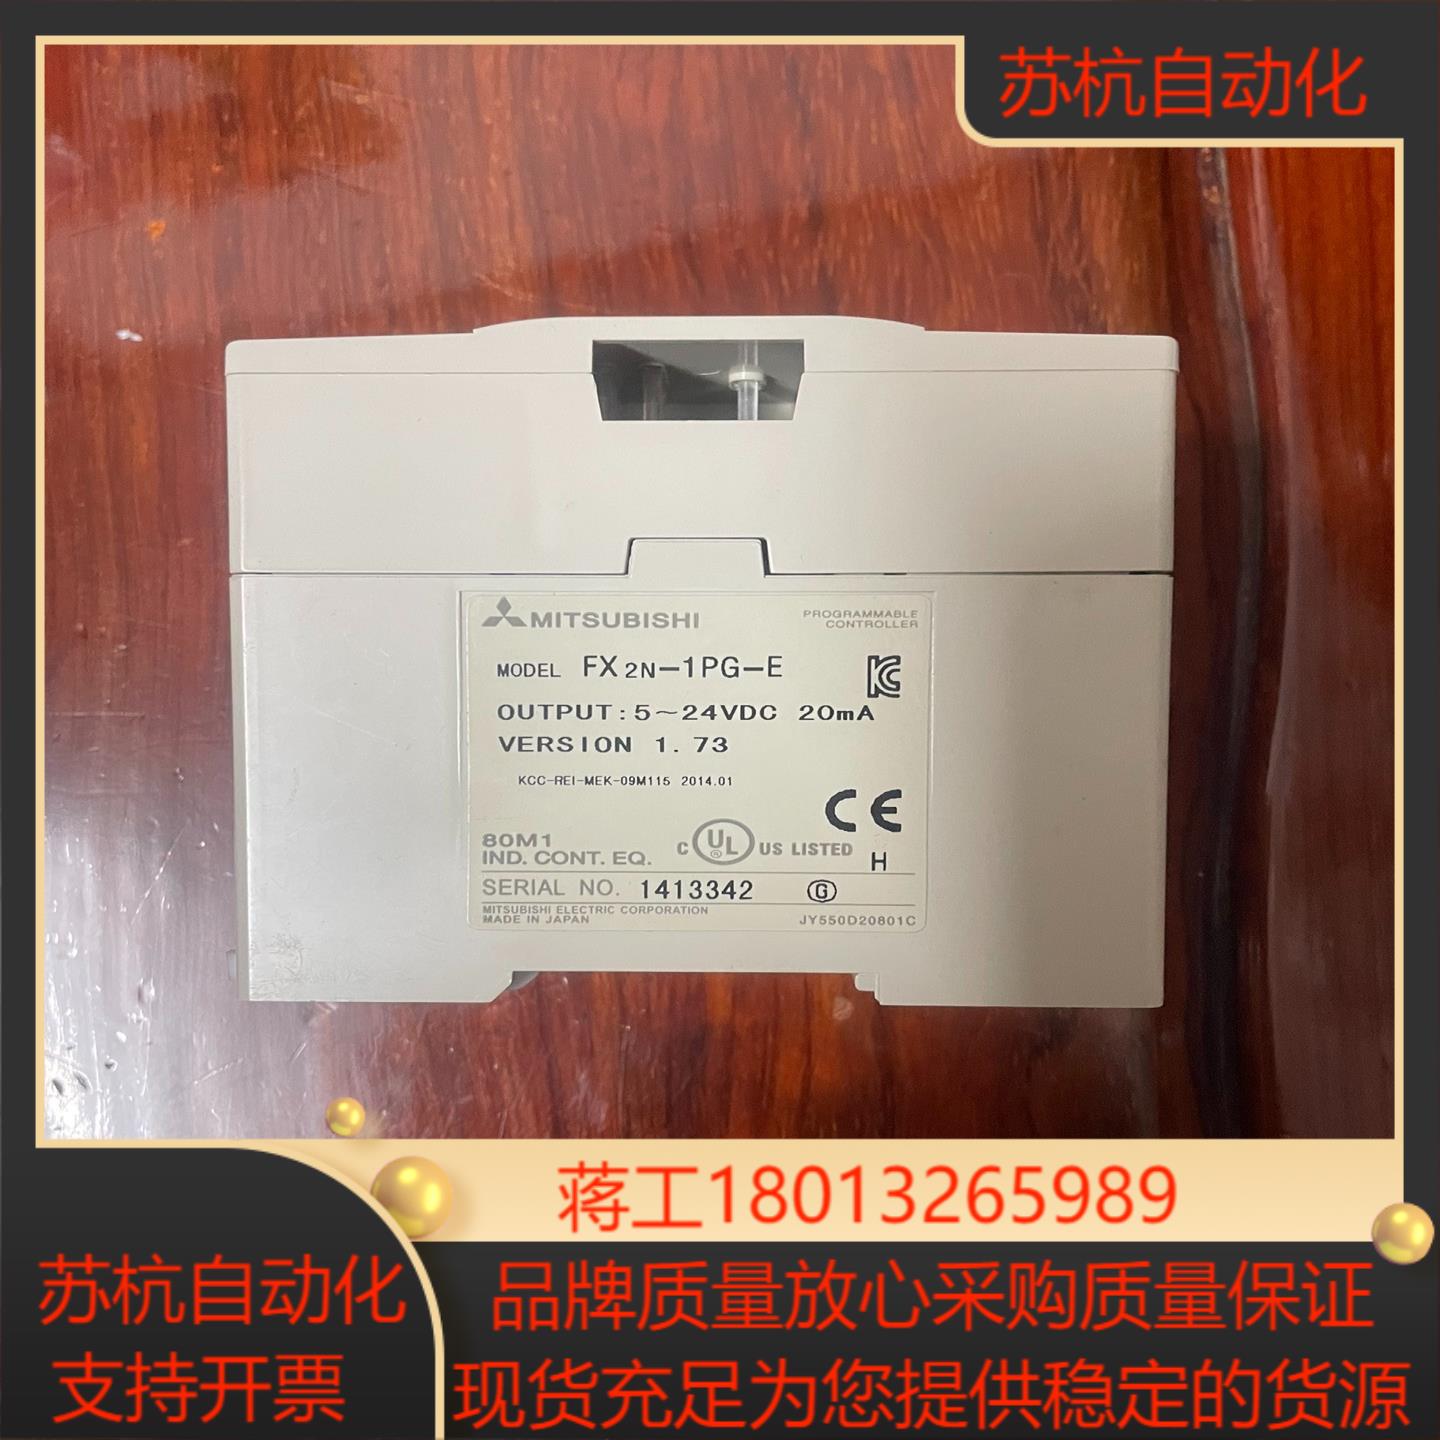 苏杭自动化
MITSUBISHI
PROGRAMMABLE
CONTROLLER
MODEL FX2N-1PG-E
OUTPUT:5~24VDC 20mA
VERSION 1.73
KCC-REI-MEK-09M115 2014.01
CE
80M1
IND. CONT. EQ.
C UL ® US LISTED
H
SERIAL NO. 1413342 G
MITSUBISHI ELECTRIC CORPORATION
MADE IN JAPAN
JY550D20801C
蒋工18013265989
苏杭自动化
支持开票
品牌质量放心采购质量保证
现货充足为您提供稳定的货源